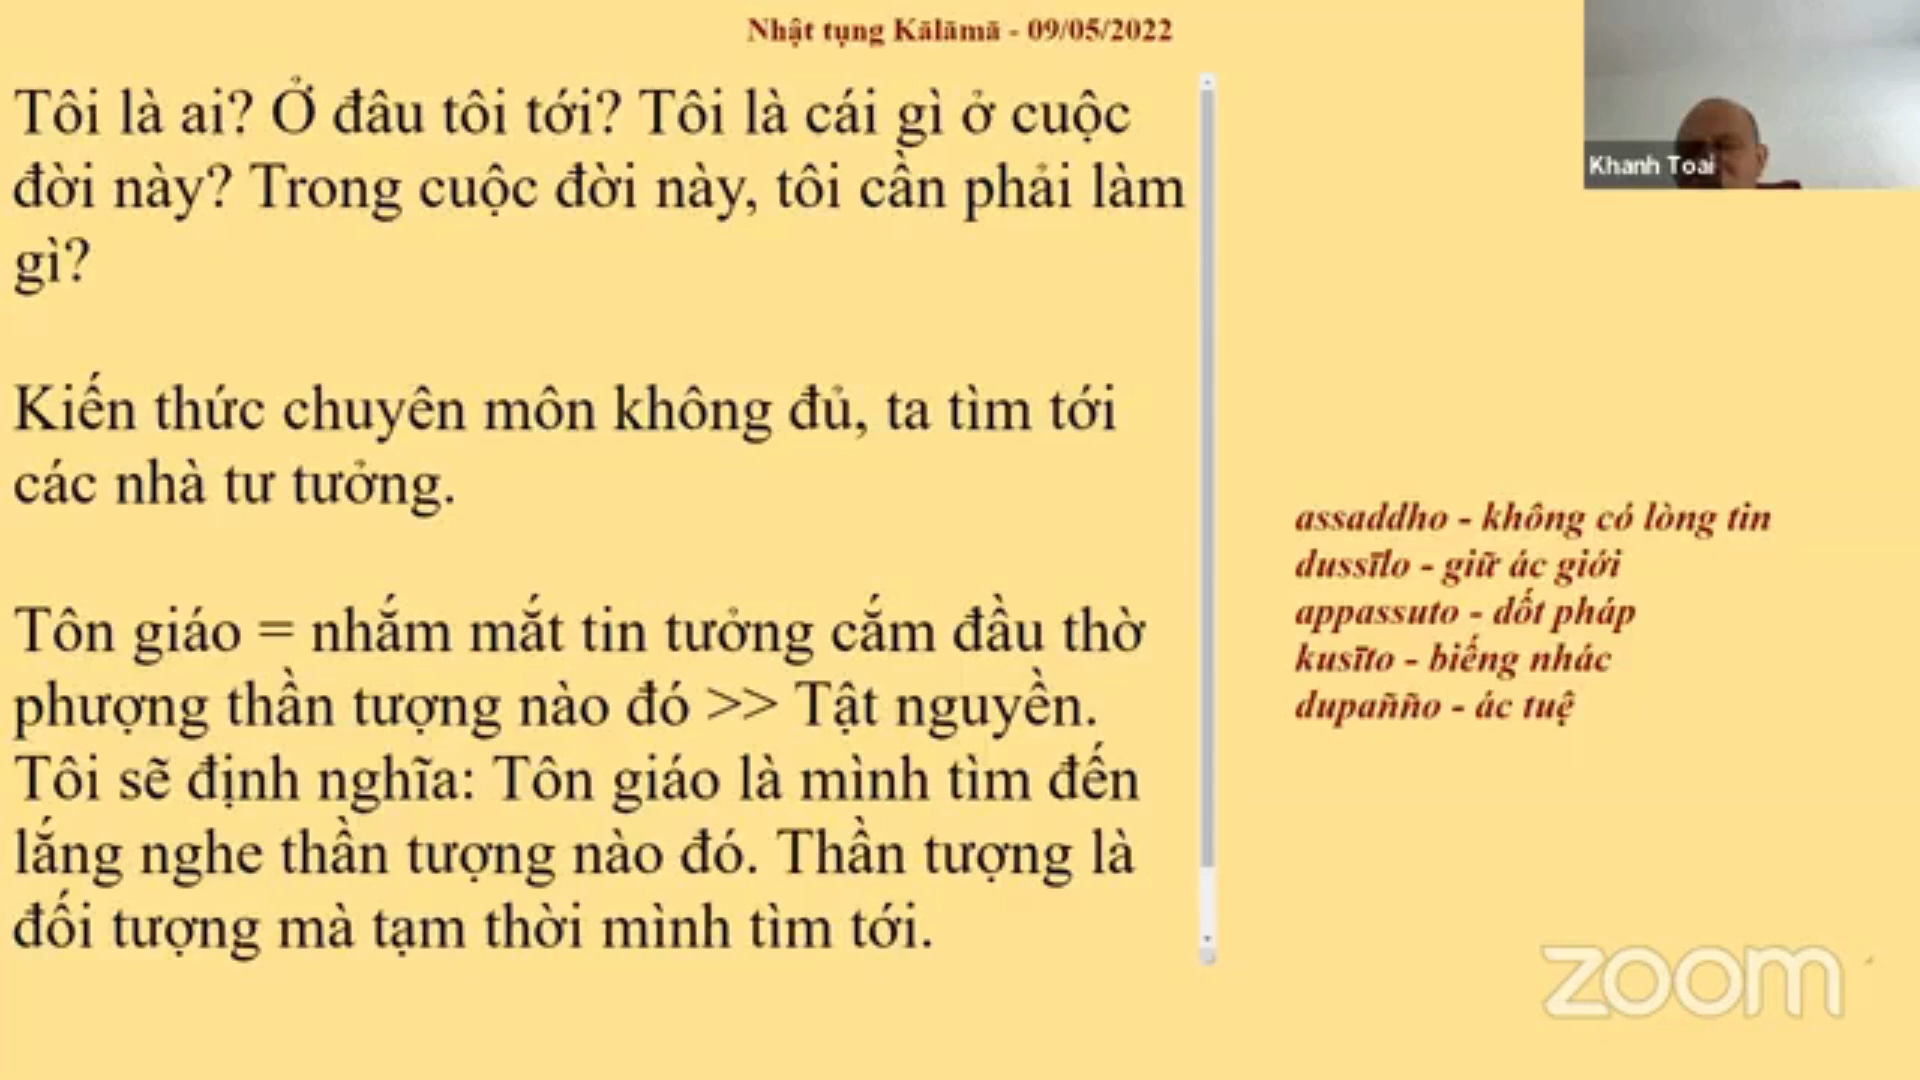 Nhật tụng Kālāmā - 09/05/2022
Tôi là ai? Ở đâu tôi tới? Tôi là cái gì ở cuộc
đời này? Trong cuộc đời này, tôi cần phải làm
gì?
Kiến thức chuyên môn không đủ, ta tìm tới
các nhà tư tưởng.
Tôn giáo = nhắm mắt tin tưởng cắm đầu thờ
phượng thần tượng nào đó >> Tật nguyền.
Tôi sẽ định nghĩa: Tôn giáo là mình tìm đến
lắng nghe thần tượng nào đó. Thần tượng là
đối tượng mà tạm thời mình tìm tới.
Khanh Toai
assaddho - không có lòng tin
dussīlo - giữ ác giới
appassuto - dốt pháp
kusīto - biếng nhác
dupañño - ác tuệ
zoom